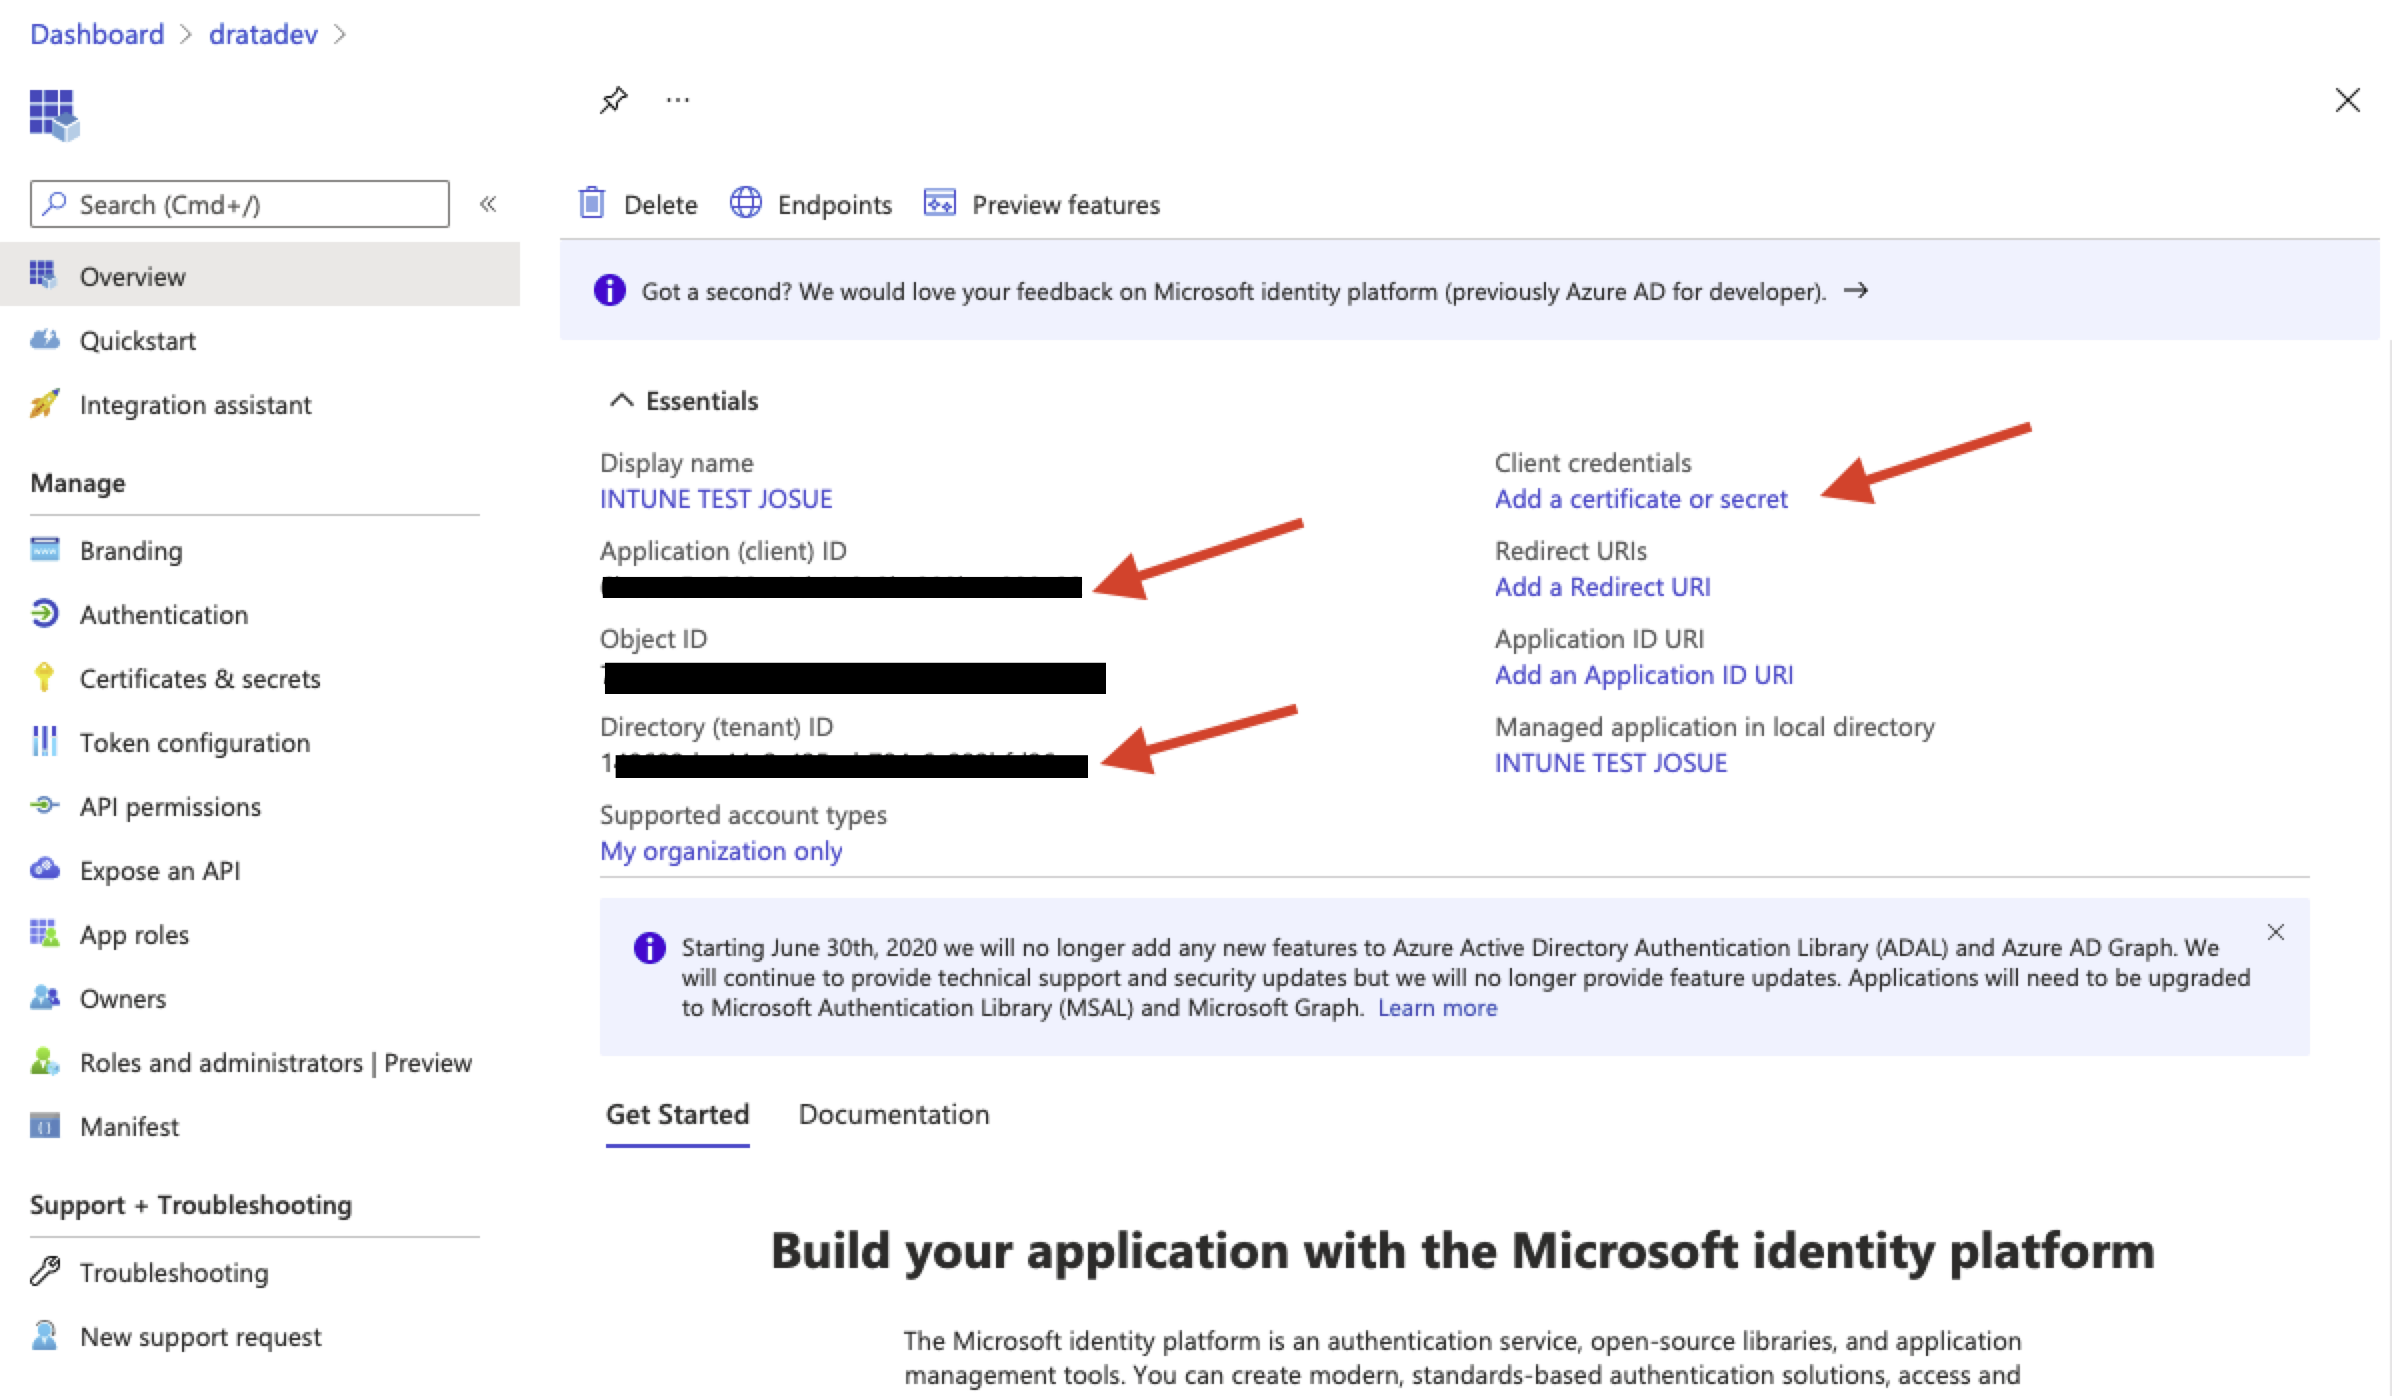 Dashboard > dratadev >
...
Search (Cmd+/)
«
Delete
Endpoints
Preview features
Overview
Got a second? We would love your feedback on Microsoft identity platform (previously Azure AD for developer). →
Quickstart
Integration assistant
Essentials
Display name
INTUNE TEST JOSUE
Application (client) ID
Object ID
Directory (tenant) ID
Supported account types
My organization only
Client credentials
Add a certificate or secret
Redirect URIs
Add a Redirect URI
Application ID URI
Add an Application ID URI
Managed application in local directory
INTUNE TEST JOSUE
Manage
Branding
Authentication
Certificates & secrets
Token configuration
API permissions
Expose an API
App roles
Owners
Roles and administrators | Preview
Manifest
Support + Troubleshooting
Troubleshooting
New support request
Starting June 30th, 2020 we will no longer add any new features to Azure Active Directory Authentication Library (ADAL) and Azure AD Graph. We
will continue to provide technical support and security updates but we will no longer provide feature updates. Applications will need to be upgraded
to Microsoft Authentication Library (MSAL) and Microsoft Graph. Learn more
Get Started
Documentation
Build your application with the Microsoft identity platform
The Microsoft identity platform is an authentication service, open-source libraries, and application
management tools. You can create modern, standards-based authentication solutions, access and